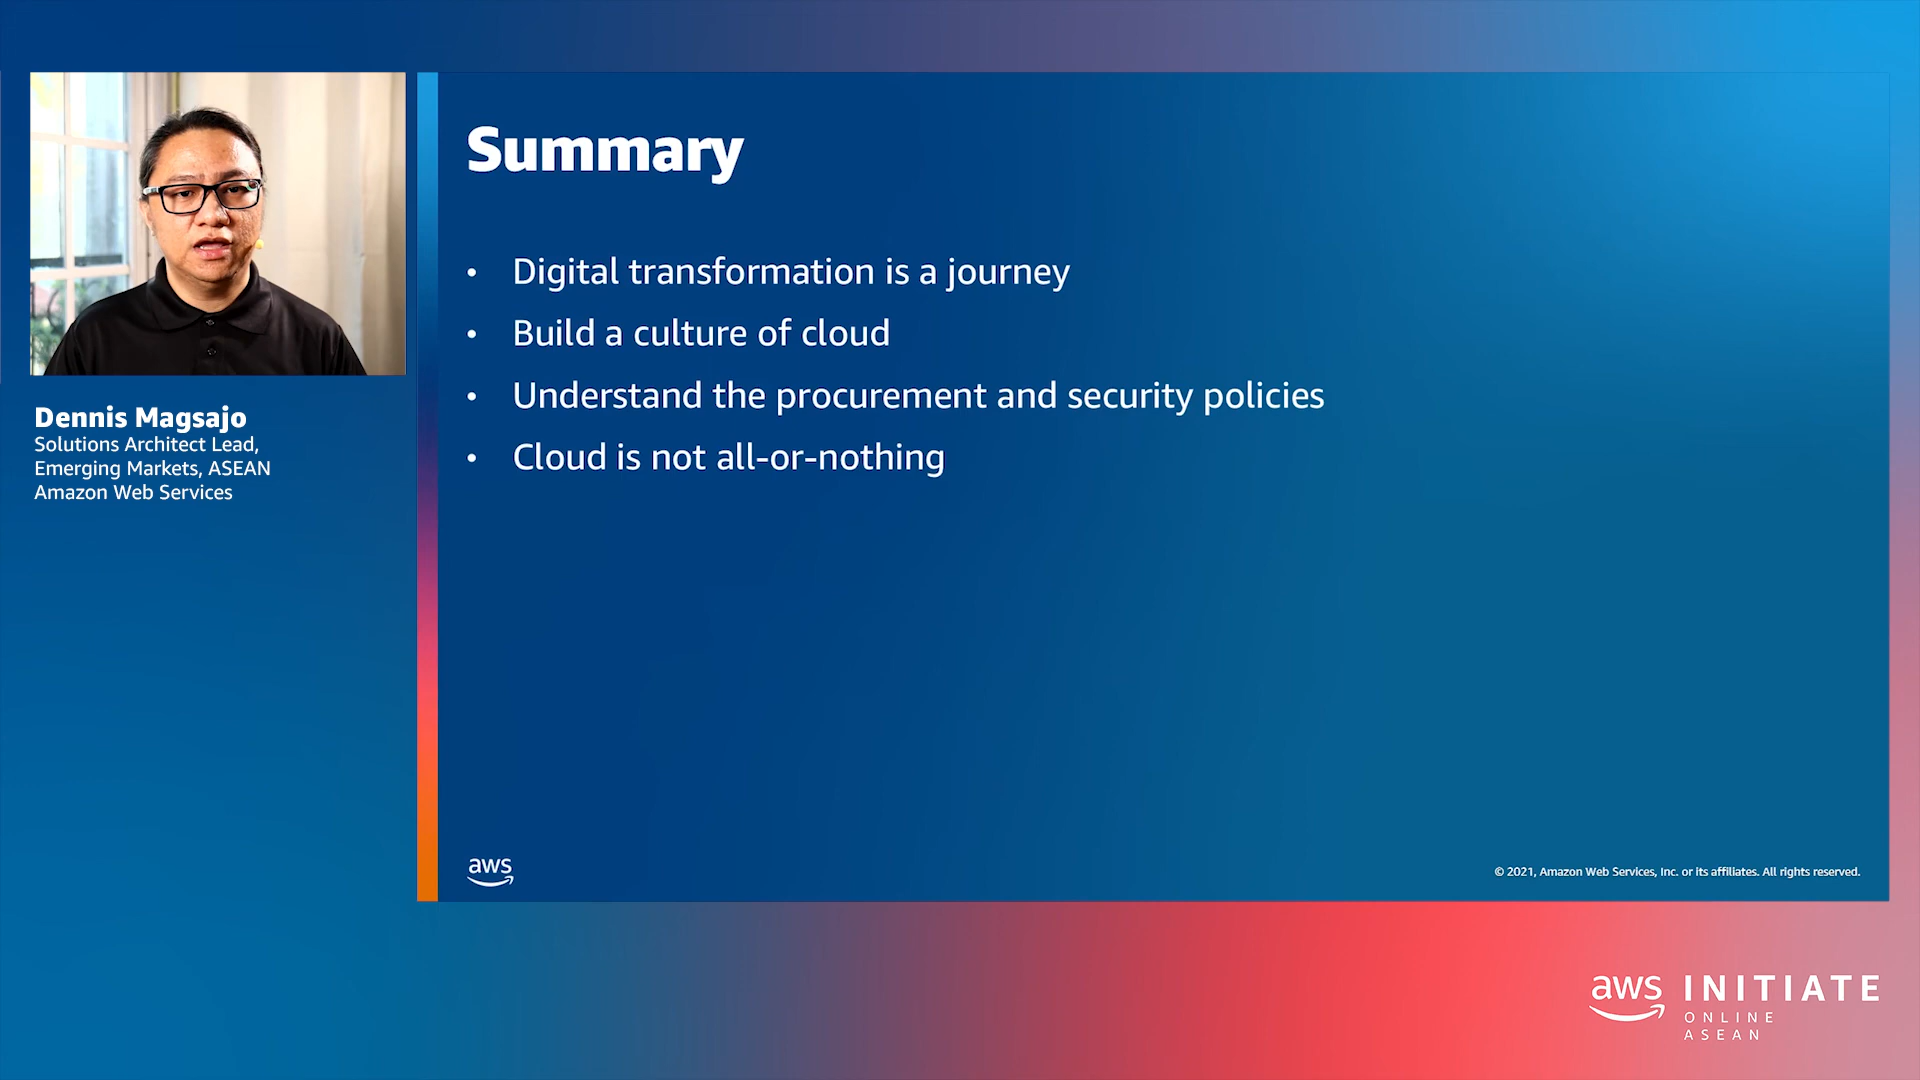 Dennis Magsajo
Solutions Architect Lead,
Emerging Markets, ASEAN
Amazon Web Services
Summary
• Digital transformation is a journey
• Build a culture of cloud
• Understand the procurement and security policies
• Cloud is not all-or-nothing
aws
© 2021, Amazon Web Services, Inc. or its affiliates. All rights reserved.
aws INITIATE
ONLINE
ASEAN